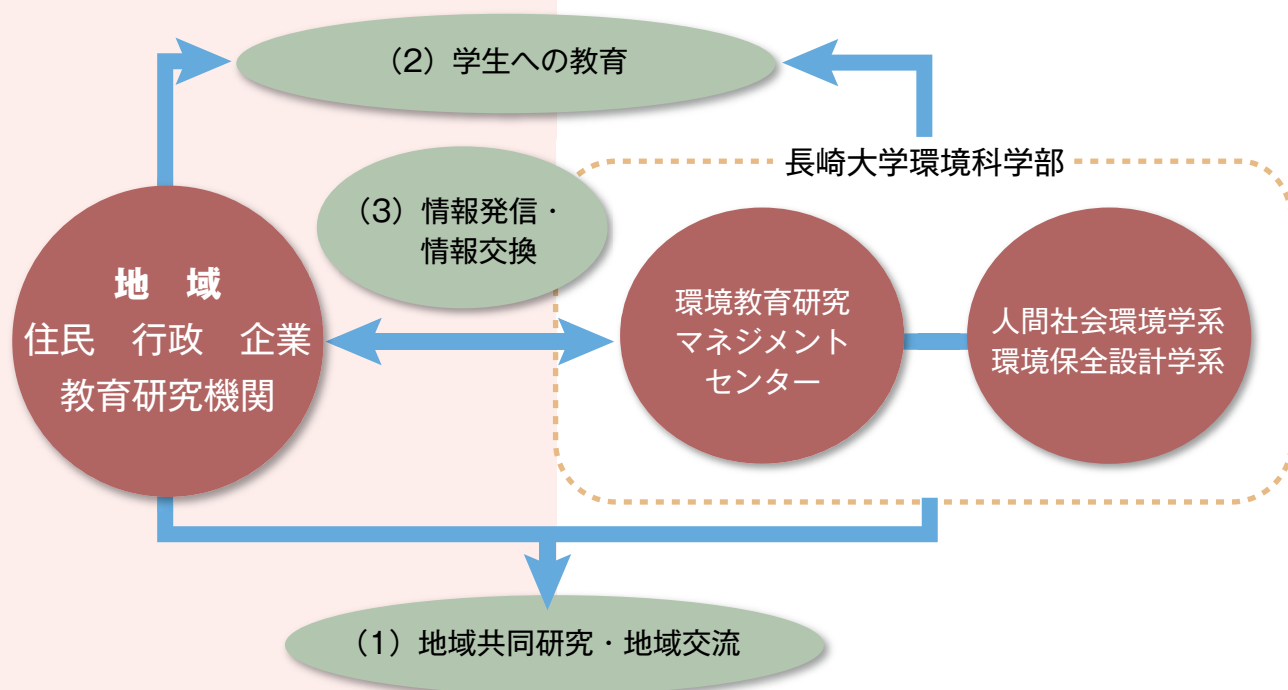 (2)学生への教育
長崎大学環境科学部
(3)情報発信・
情報交換
地　域
住民　行政　企業
教育研究機関
環境教育研究
マネジメント
センター
人間社会環境学系
環境保全設計学系
(1)地域共同研究・地域交流